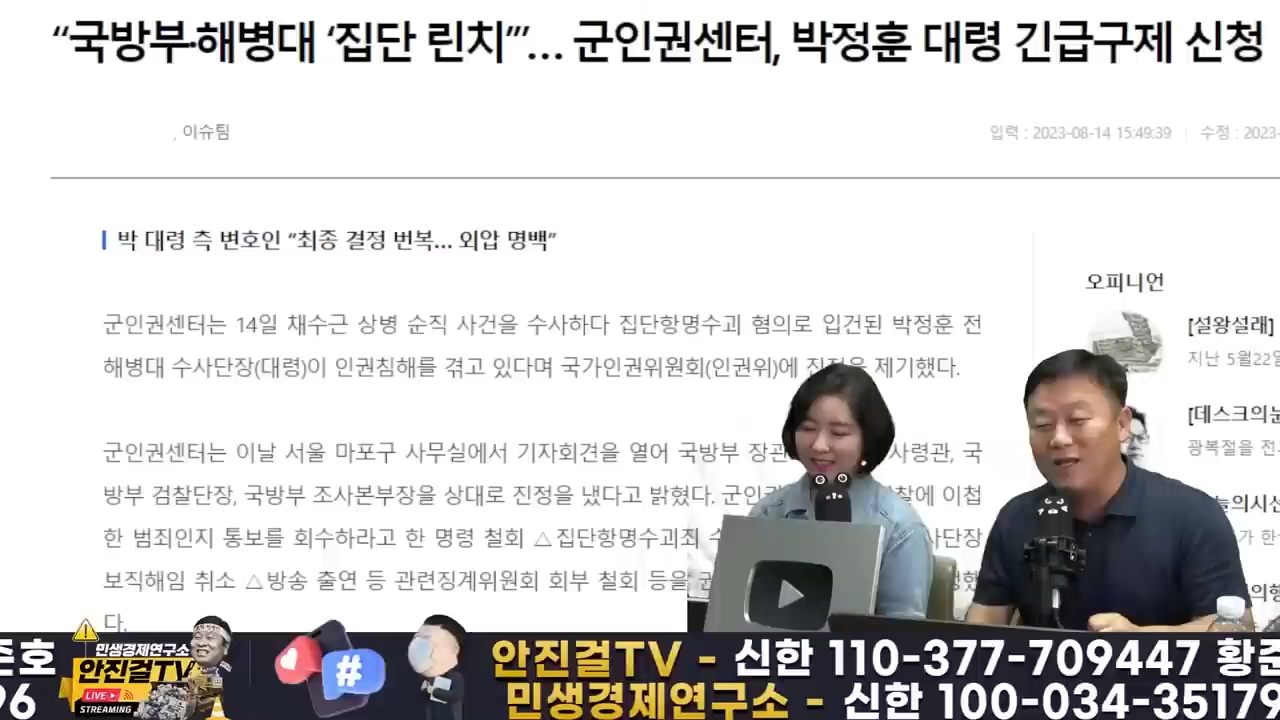 “국방부·해병대 ‘집단 린치’”… 군인권센터, 박정훈 대령 긴급구제 신청
, 이슈팀
입력 : 2023-08-14 15:49:39 | 수정 : 2023-
박 대령 측 변호인 “최종 결정 번복… 외압 명백”
군인권센터는 14일 채수근 상병 순직 사건을 수사하다 집단항명수괴 혐의로 입건된 박정훈 전
해병대 수사단장(대령)이 인권침해를 겪고 있다며 국가인권위원회(인권위)에 진정을 제기했다.
군인권센터는 이날 서울 마포구 사무실에서 기자회견을 열어 국방부 장관 사령관, 국
방부 검찰단장, 국방부 조사본부장을 상대로 진정을 냈다고 밝혔다. 이첩
한 범죄인지 통보를 회수하라고 한 명령 철회 △집단항명수괴죄 사단장
보직해임 취소 △방송 출연 등 관련징계위원회 회부 철회 등을
다.
오피니언
[설왕설래]
지난 5월22일
[데스크의눈
광복절을 전
준호
96
민생경제연구소
안진걸TV
LIVE
STREAMING
#
안진걸TV - 신한 110-377-709447 황준
민생경제연구소 - 신한 100-034-35179